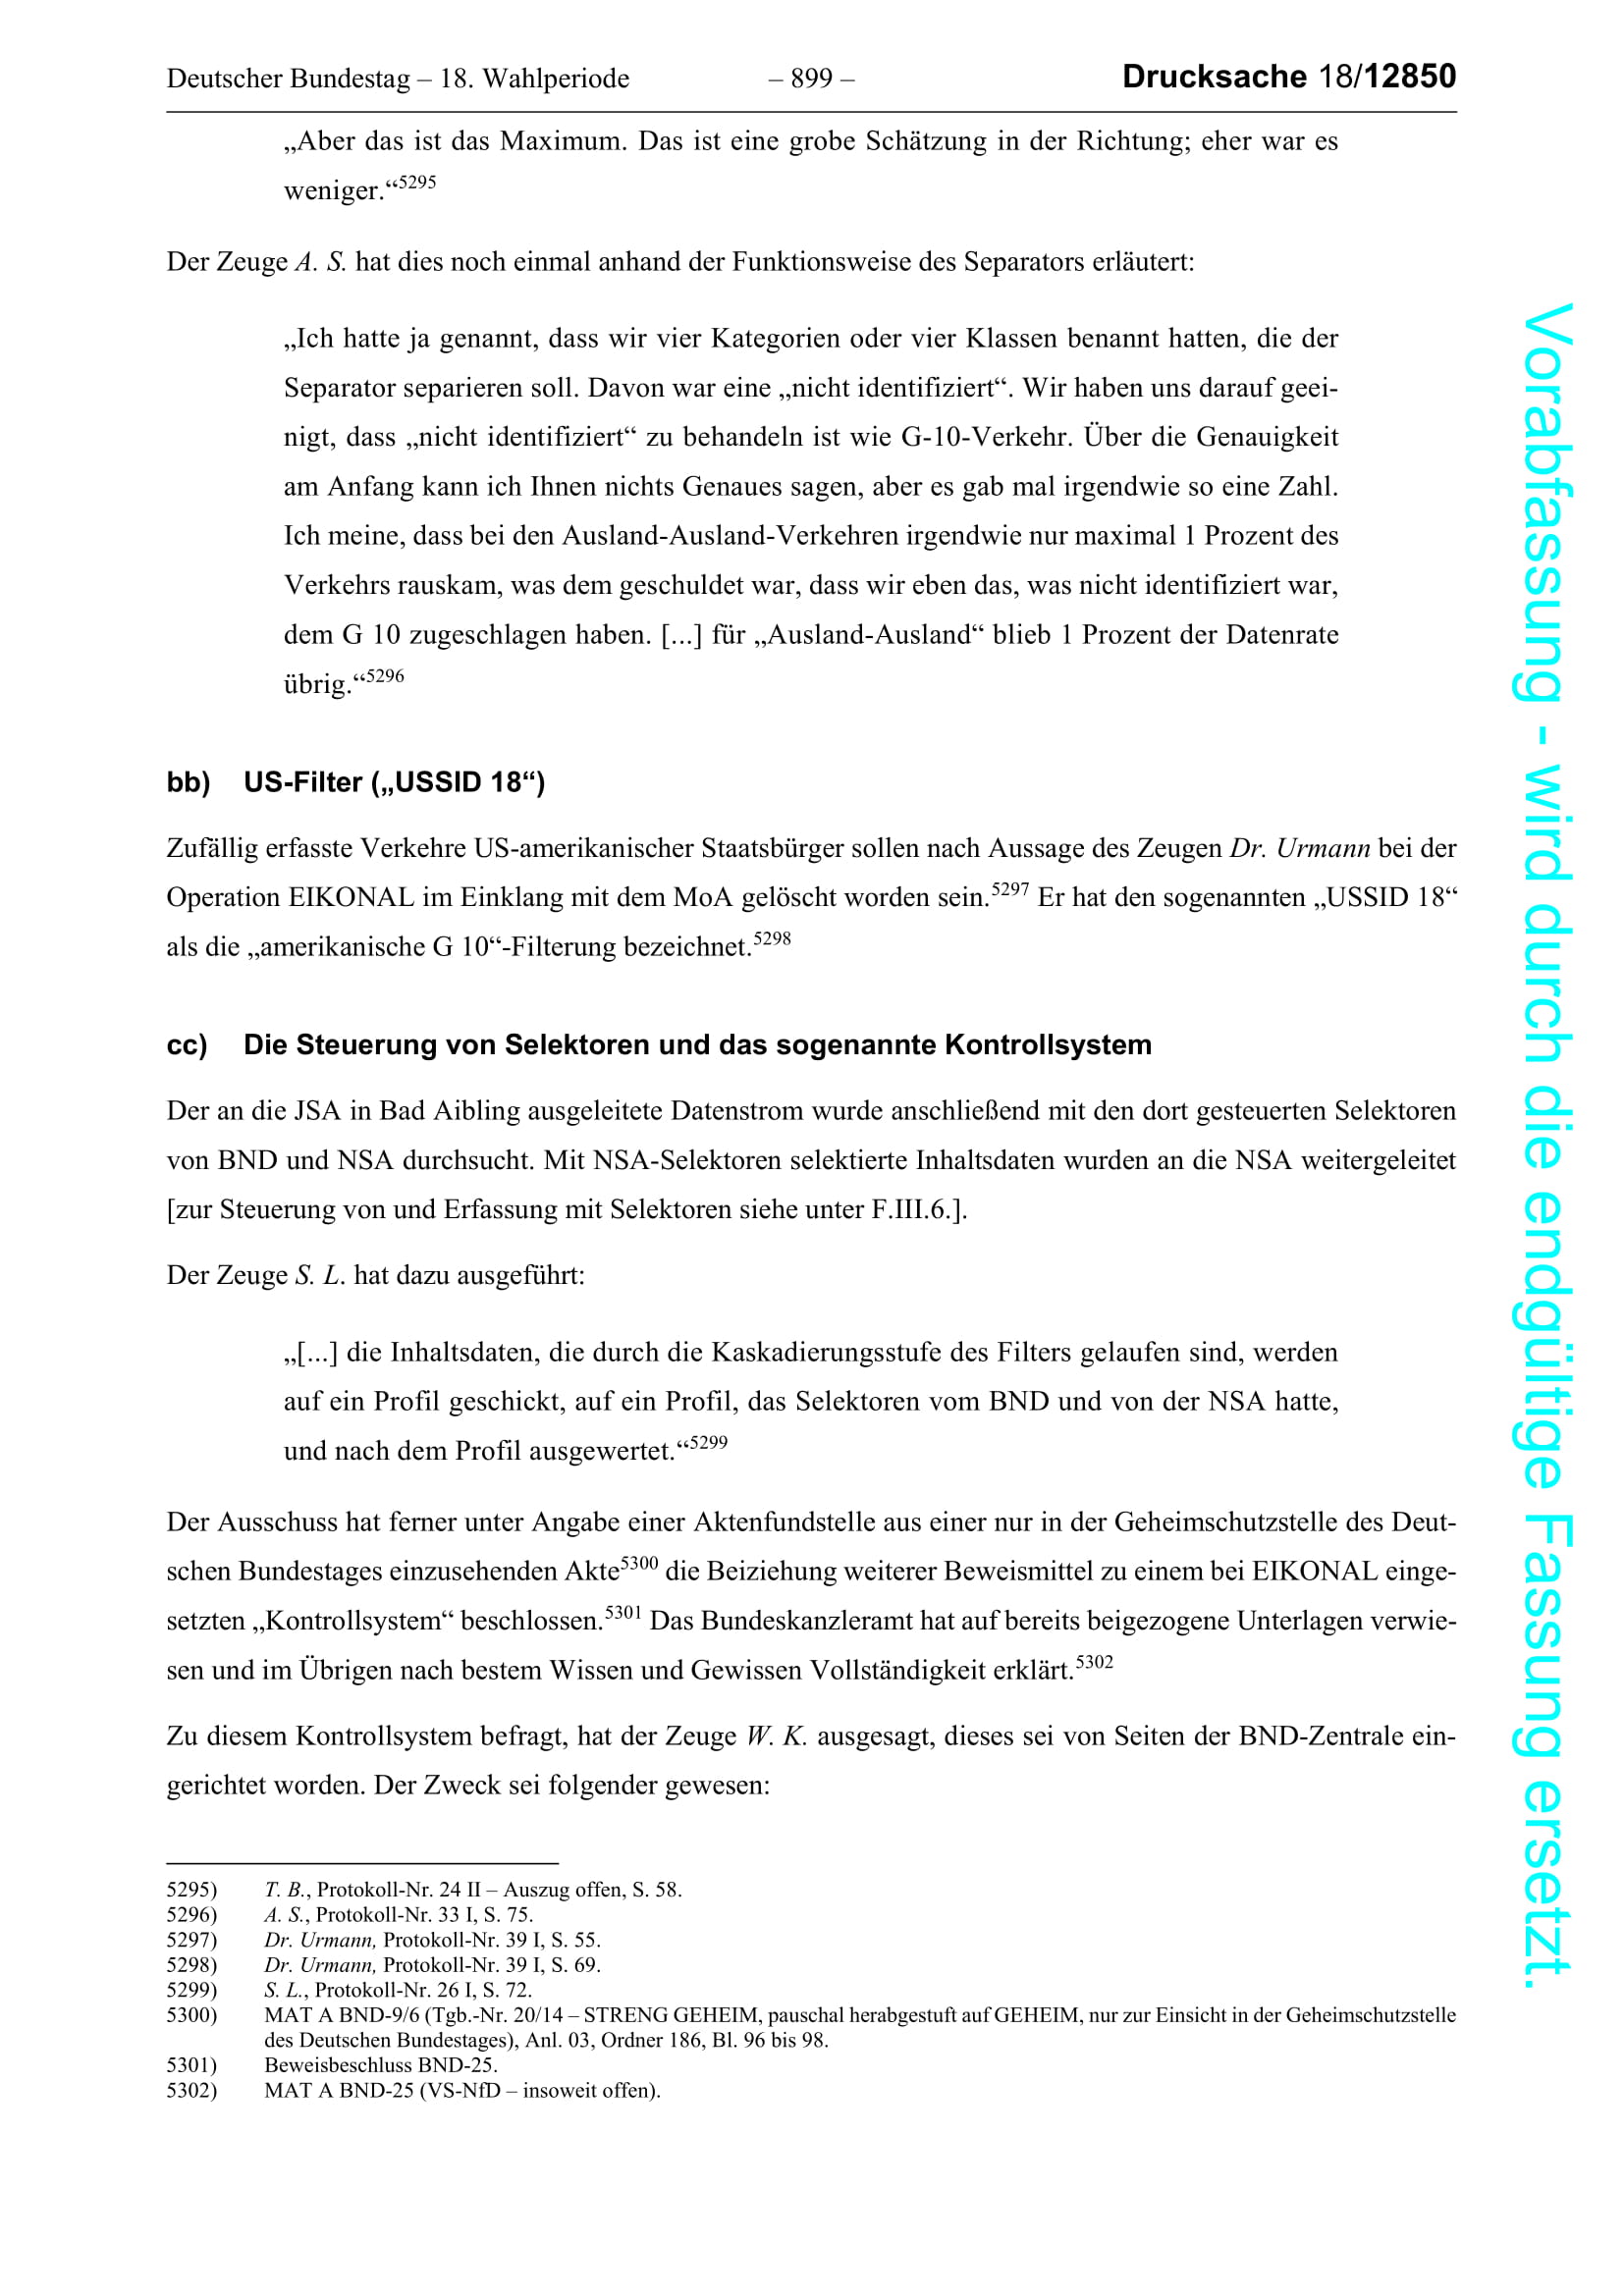 Deutscher Bundestag – 18. Wahlperiode – 899 – Drucksache 18/12850
„Aber das ist das Maximum. Das ist eine grobe Schätzung in der Richtung; eher war es
weniger.“5295
Der Zeuge A. S. hat dies noch einmal anhand der Funktionsweise des Separators erläutert:
„Ich hatte ja genannt, dass wir vier Kategorien oder vier Klassen benannt hatten, die der
Separator separieren soll. Davon war eine „nicht identifiziert“. Wir haben uns darauf geei-
nigt, dass „nicht identifiziert“ zu behandeln ist wie G-10-Verkehr. Über die Genauigkeit
am Anfang kann ich Ihnen nichts Genaues sagen, aber es gab mal irgendwie so eine Zahl.
Ich meine, dass bei den Ausland-Ausland-Verkehren irgendwie nur maximal 1 Prozent des
Verkehrs rauskam, was dem geschuldet war, dass wir eben das, was nicht identifiziert war,
dem G 10 zugeschlagen haben. [...] für „Ausland-Ausland“ blieb 1 Prozent der Datenrate
übrig.“5296
bb) US-Filter („USSID 18“)
Zufällig erfasste Verkehre US-amerikanischer Staatsbürger sollen nach Aussage des Zeugen Dr. Urmann bei der
Operation EIKONAL im Einklang mit dem MoA gelöscht worden sein.5297 Er hat den sogenannten „USSID 18“
als die „amerikanische G 10“-Filterung bezeichnet.5298
cc) Die Steuerung von Selektoren und das sogenannte Kontrollsystem
Der an die JSA in Bad Aibling ausgeleitete Datenstrom wurde anschließend mit den dort gesteuerten Selektoren
von BND und NSA durchsucht. Mit NSA-Selektoren selektierte Inhaltsdaten wurden an die NSA weitergeleitet
[zur Steuerung von und Erfassung mit Selektoren siehe unter F.III.6.].
Der Zeuge S. L. hat dazu ausgeführt:
„[...] die Inhaltsdaten, die durch die Kaskadierungsstufe des Filters gelaufen sind, werden
auf ein Profil geschickt, auf ein Profil, das Selektoren vom BND und von der NSA hatte,
und nach dem Profil ausgewertet.“5299
Der Ausschuss hat ferner unter Angabe einer Aktenfundstelle aus einer nur in der Geheimschutzstelle des Deut-
schen Bundestages einzusehenden Akte5300 die Beiziehung weiterer Beweismittel zu einem bei EIKONAL einge-
setzten „Kontrollsystem“ beschlossen.5301 Das Bundeskanzleramt hat auf bereits beigezogene Unterlagen verwie-
sen und im Übrigen nach bestem Wissen und Gewissen Vollständigkeit erklärt.5302
Zu diesem Kontrollsystem befragt, hat der Zeuge W. K. ausgesagt, dieses sei von Seiten der BND-Zentrale ein-
gerichtet worden. Der Zweck sei folgender gewesen:
5295) T. B., Protokoll-Nr. 24 II – Auszug offen, S. 58.
5296) A. S., Protokoll-Nr. 33 I, S. 75.
5297) Dr. Urmann, Protokoll-Nr. 39 I, S. 55.
5298) Dr. Urmann, Protokoll-Nr. 39 I, S. 69.
5299) S. L., Protokoll-Nr. 26 I, S. 72.
5300) MAT A BND-9/6 (Tgb.-Nr. 20/14 – STRENG GEHEIM, pauschal herabgestuft auf GEHEIM, nur zur Einsicht in der Geheimschutzstelle
des Deutschen Bundestages), Anl. 03, Ordner 186, Bl. 96 bis 98.
5301) Beweisbeschluss BND-25.
5302) MAT A BND-25 (VS-NfD – insoweit offen).
Vorabfassung - wird durch die endgültige Fassung ersetzt.